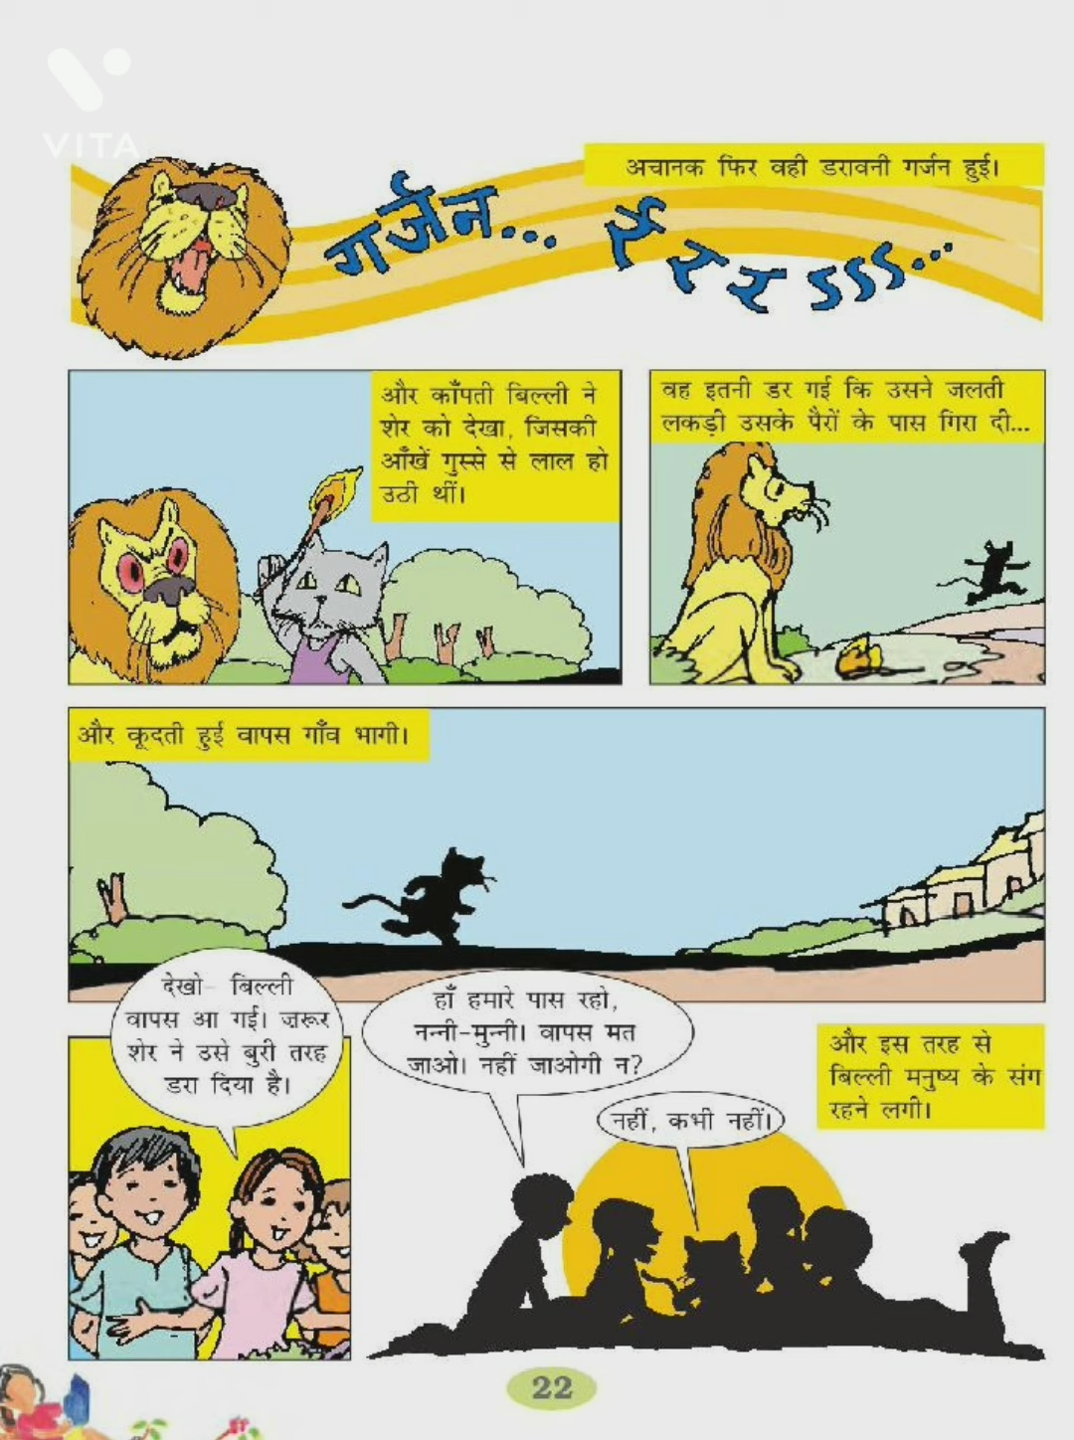 VITA
अचानक फिर वही डरावनी गर्जन हुई।
गर्जन... र्र र र ऽऽऽ...
और काँपती बिल्ली ने
शेर को देखा, जिसकी
आँखें गुस्से से लाल हो
उठी थीं।
वह इतनी डर गई कि उसने जलती
लकड़ी उसके पैरों के पास गिरा दी...
और कूदती हुई वापस गाँव भागी।
देखो- बिल्ली
वापस आ गई। ज़रूर
शेर ने उसे बुरी तरह
डरा दिया है।
हाँ हमारे पास रहो,
नन्नी-मुन्नी। वापस मत
जाओ। नहीं जाओगी न?
नहीं, कभी नहीं।
और इस तरह से
बिल्ली मनुष्य के संग
रहने लगी।
22